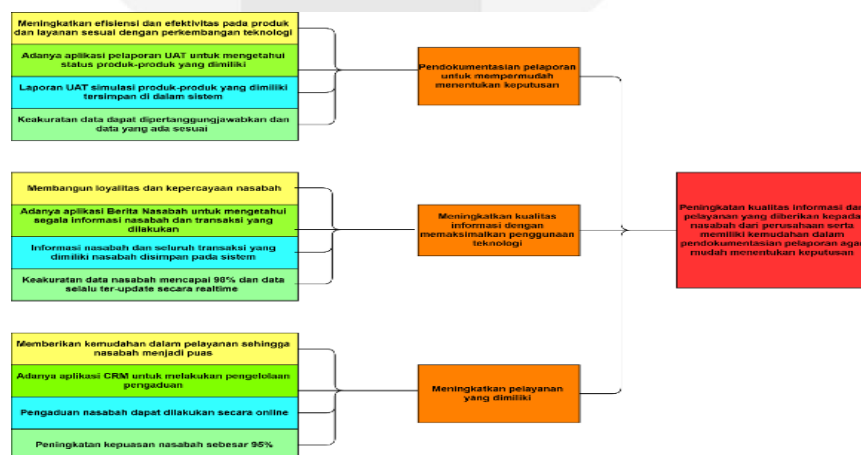 Meningkatkan efisiensi dan efektivitas pada produk
dan layanan sesuai dengan perkembangan teknologi
Adanya aplikasi pelaporan UAT untuk mengetahui
status produk-produk yang dimiliki
Laporan UAT simulasi produk-produk yang dimiliki
tersimpan di dalam sistem
Keakuratan data dapat dipertanggungjawabkan dan
data yang ada sesuai
Pendokumentasian pelaporan
untuk mempermudah
menentukan keputusan
Membangun loyalitas dan kepercayaan nasabah
Adanya aplikasi Berita Nasabah untuk mengetahui
segala informasi nasabah dan transaksi yang
dilakukan
Informasi nasabah dan seluruh transaksi yang
dimiliki nasabah disimpan pada sistem
Keakuratan data nasabah mencapai 98% dan data
selalu ter-update secara realtime
Meningkatkan kualitas
informasi dengan
memaksimalkan penggunaan
teknologi
Peningkatan kualitas informasi dan
pelayanan yang diberikan kepada
nasabah dari perusahaan serta
memiliki kemudahan dalam
pendokumentasian pelaporan agar
mudah menentukan keputusan
Memberikan kemudahan dalam pelayanan sehingga
nasabah menjadi puas
Adanya aplikasi CRM untuk melakukan pengelolaan
pengaduan
Pengaduan nasabah dapat dilakukan secara online
Peningkatan kepuasan nasabah sebesar 95%
Meningkatkan pelayanan
yang dimiliki